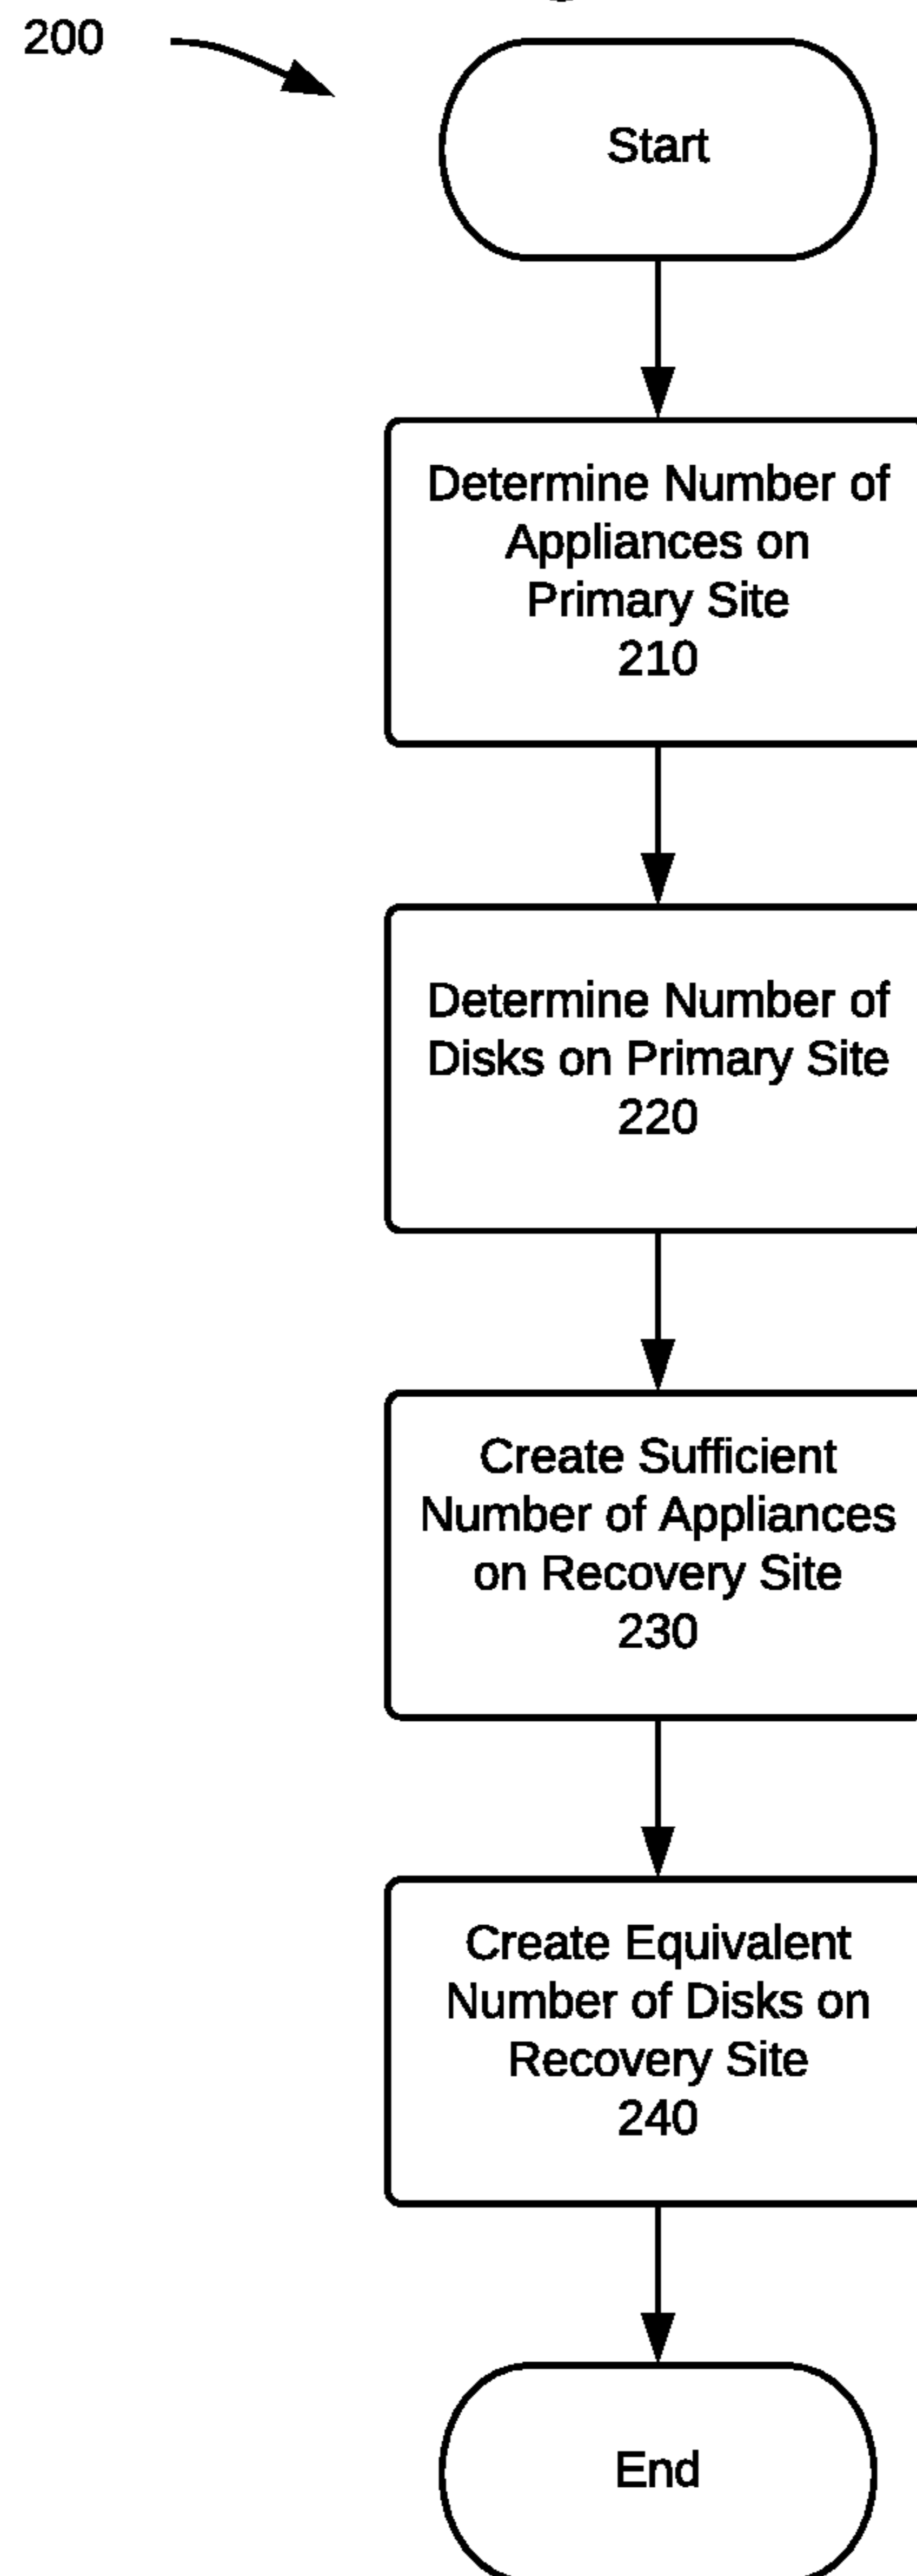 200
Start
Determine Number of
Appliances on
Primary Site
210
Determine Number of
Disks on Primary Site
220
Create Sufficient
Number of Appliances
on Recovery Site
230
Create Equivalent
Number of Disks on
Recovery Site
240
End